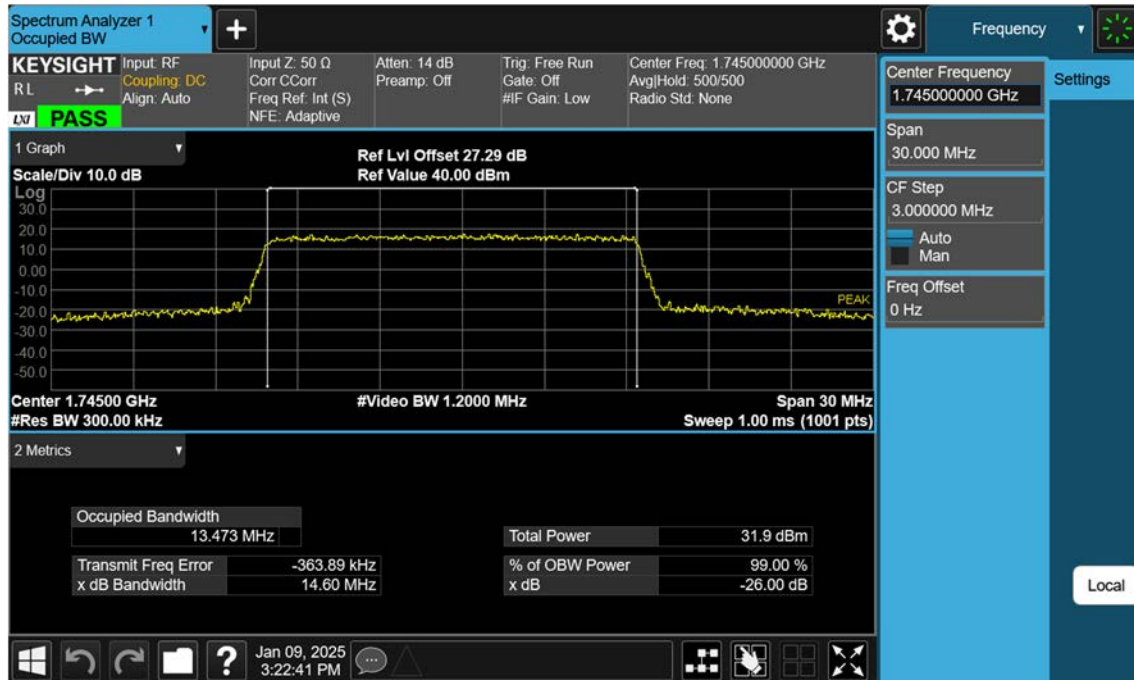 Spectrum Analyzer 1
Occupied BW
+
Frequency
KEYSIGHT
R L
LXI
PASS
Input: RF
Coupling: DC
Align: Auto
Input Z: 50 Ω
Corr CCorr
Freq Ref: Int (S)
NFE: Adaptive
Atten: 14 dB
Preamp: Off
Trig: Free Run
Gate: Off
#IF Gain: Low
Center Freq: 1.745000000 GHz
Avg|Hold: 500/500
Radio Std: None
1 Graph
Scale/Div 10.0 dB
Ref Lvl Offset 27.29 dB
Ref Value 40.00 dBm
Log
30.0
20.0
10.0
0.00
-10.0
-20.0
-30.0
-40.0
-50.0
PEAK
Center 1.74500 GHz
#Video BW 1.2000 MHz
Span 30 MHz
#Res BW 300.00 kHz
Sweep 1.00 ms (1001 pts)
2 Metrics
Occupied Bandwidth
13.473 MHz
Transmit Freq Error -363.89 kHz
x dB Bandwidth 14.60 MHz
Total Power 31.9 dBm
% of OBW Power 99.00 %
x dB -26.00 dB
Center Frequency
1.745000000 GHz
Span
30.000 MHz
CF Step
3.000000 MHz
Auto
Man
Freq Offset
0 Hz
Settings
Local
?
Jan 09, 2025
3:22:41 PM